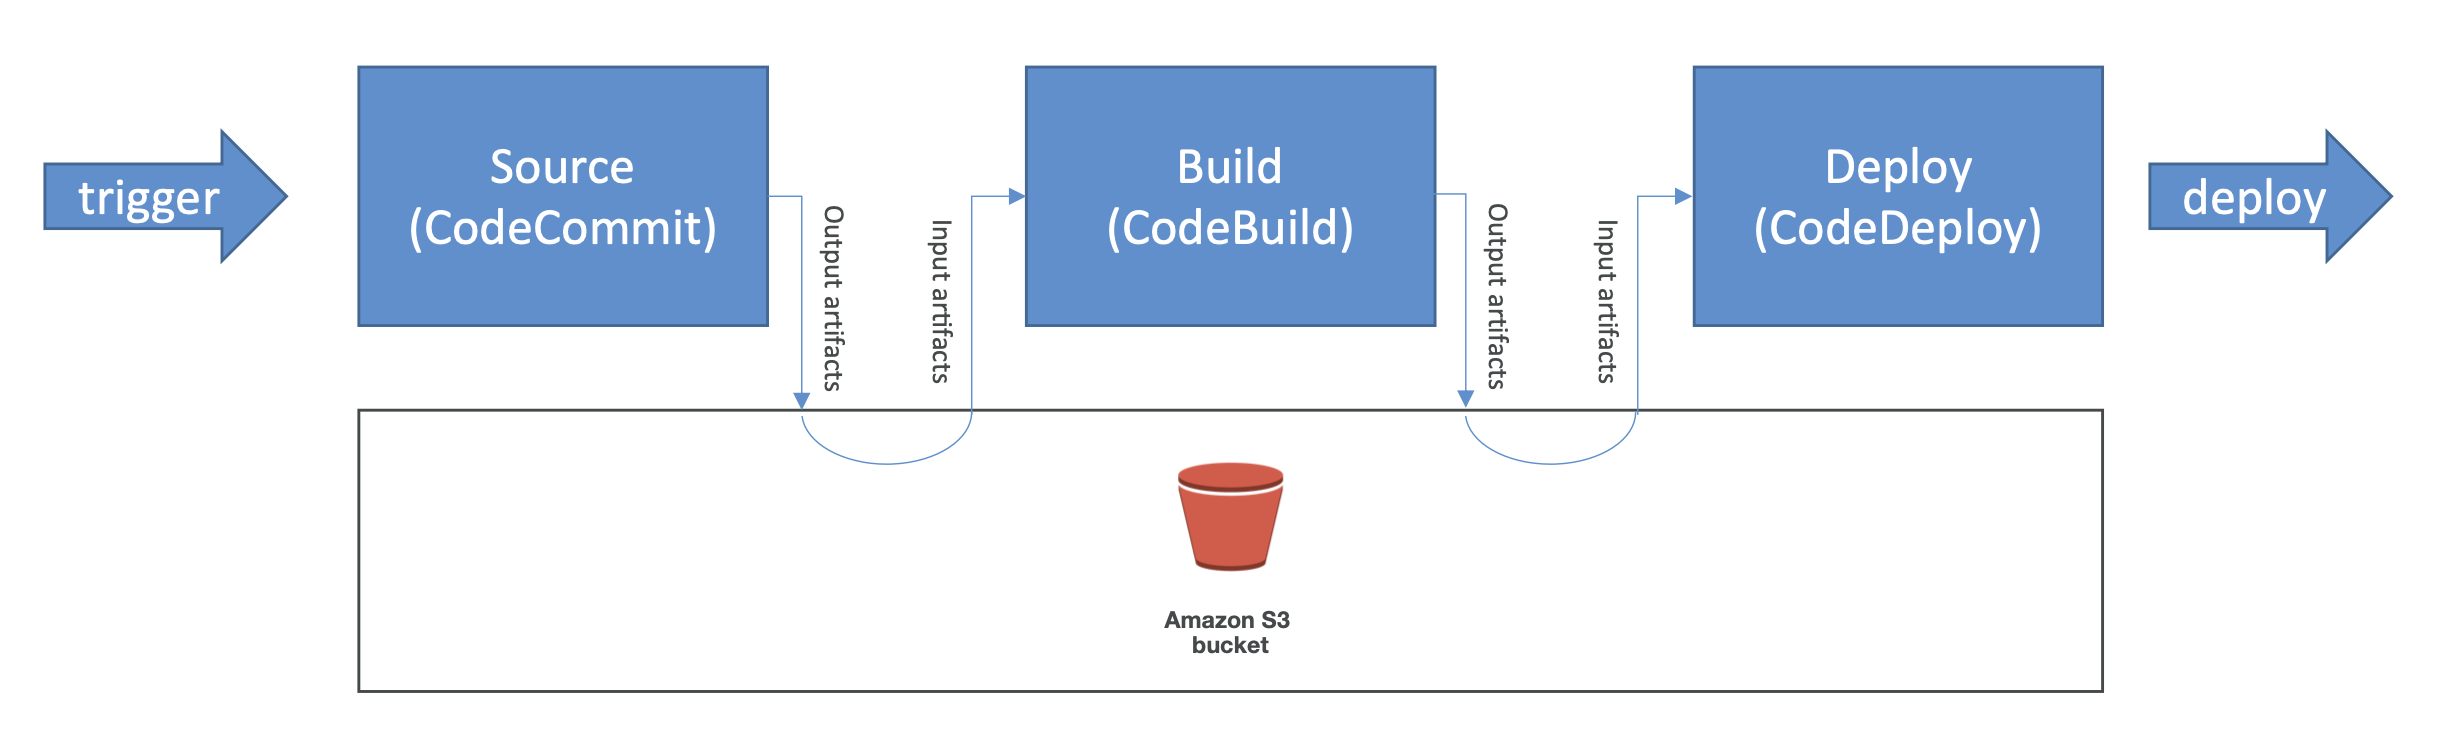 trigger
Source
(CodeCommit)
Output artifacts
Input artifacts
Build
(CodeBuild)
Output artifacts
Input artifacts
Deploy
(CodeDeploy)
deploy
Amazon S3
bucket